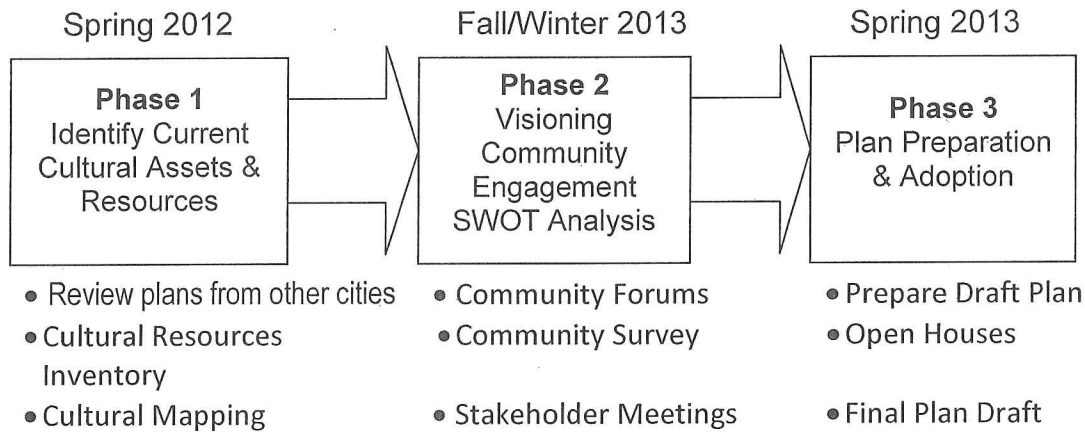 Spring 2012
Fall/Winter 2013
Spring 2013
Phase 1
Identify Current
Cultural Assets &
Resources
Phase 2
Visioning
Community
Engagement
SWOT Analysis
Phase 3
Plan Preparation
& Adoption
• Review plans from other cities
• Cultural Resources
Inventory
• Cultural Mapping
• Community Forums
• Community Survey
• Stakeholder Meetings
• Prepare Draft Plan
• Open Houses
• Final Plan Draft